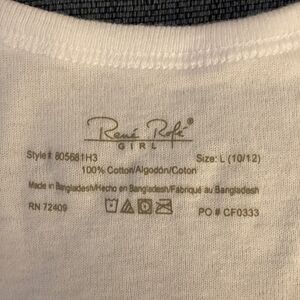 René Rofé®
GIRL
Style# 805681H3 Size: L (10/12)
100% Cotton/Algodón/Coton
Made in Bangladesh/Hecho en Bangladesh/Fabriqué au Bangladesh
RN 72409 PO # CF0333